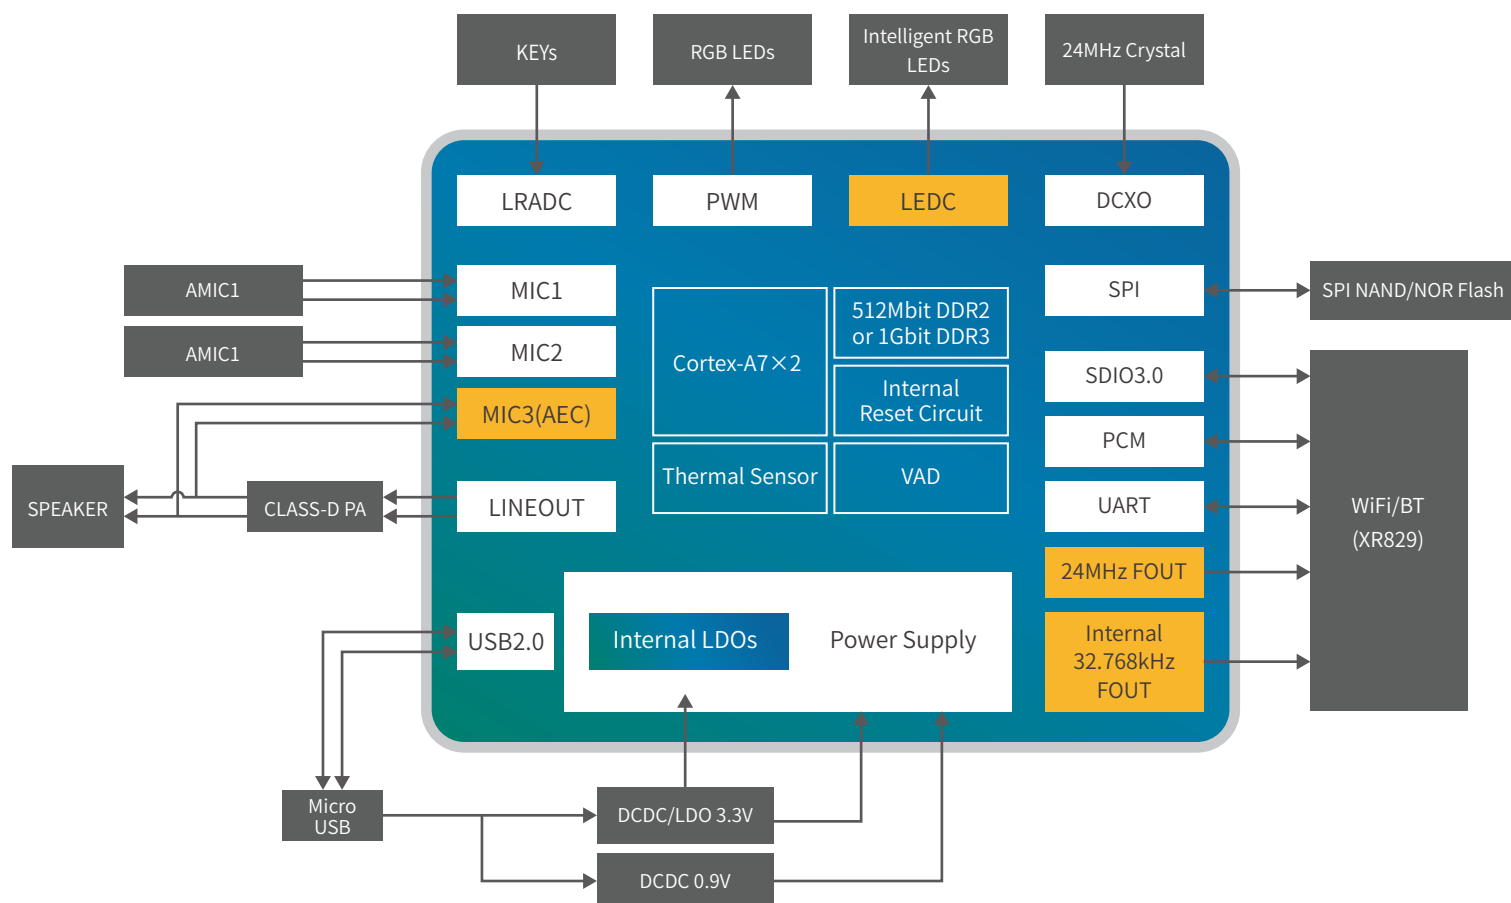 KEYs
RGB LEDs
Intelligent RGB
LEDs
24MHz Crystal
LRADC
PWM
LEDC
DCXO
AMIC1
MIC1
SPI
SPI NAND/NOR Flash
512Mbit DDR2
or 1Gbit DDR3
AMIC1
MIC2
Cortex-A7×2
SDIO3.0
Internal
Reset Circuit
MIC3(AEC)
PCM
Thermal Sensor
VAD
SPEAKER
CLASS-D PA
LINEOUT
UART
WiFi/BT
(XR829)
24MHz FOUT
USB2.0
Internal LDOs
Power Supply
Internal
32.768kHz
FOUT
Micro
USB
DCDC/LDO 3.3V
DCDC 0.9V